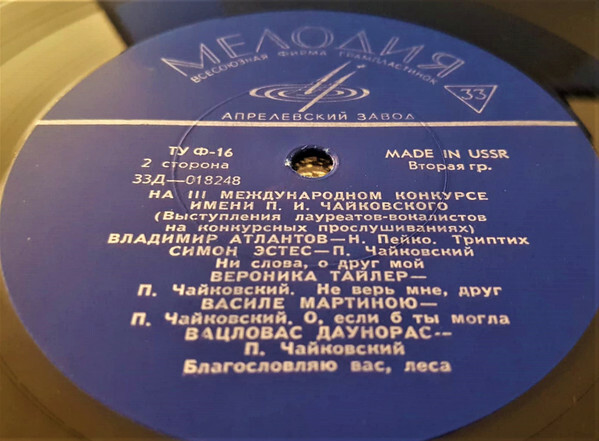 МЕЛОДИЯ
ВСЕСОЮЗНАЯ ФИРМА ГРАМПЛАСТИНОК
33
АПРЕЛЕВСКИЙ ЗАВОД
ТУ Ф-16
MADE IN USSR
2 сторона
Вторая гр.
33Д—018248
НА III МЕЖДУНАРОДНОМ КОНКУРСЕ
ИМЕНИ П. И. ЧАЙКОВСКОГО
(Выступления лауреатов-вокалистов
на конкурсных прослушиваниях)
ВЛАДИМИР АТЛАНТОВ—Н. Пейко. Триптих
СИМОН ЭСТЕС—П. Чайковский
Ни слова, о друг мой
ВЕРОНИКА ТАЙЛЕР—
П. Чайковский. Не верь мне, друг
ВАСИЛЕ МАРТИНОЮ—
П. Чайковский, О, если б ты могла
ВАЦЛОВАС ДАУНОРАС—
П. Чайковский
Благословляю вас, леса